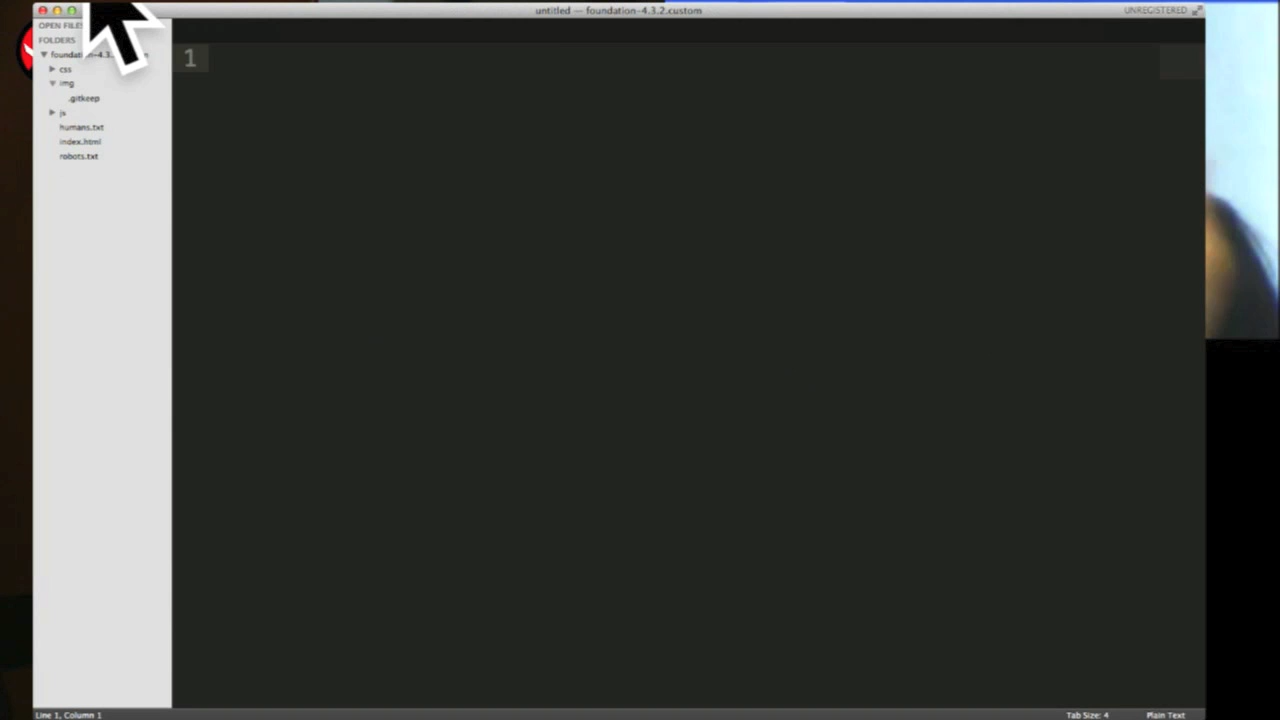 untitled — foundation-4.3.2.custom
UNREGISTERED
OPEN FILES
FOLDERS
css
img
.gitkeep
js
humans.txt
index.html
robots.txt
1
Line 1, Column 1
Tab Size: 4
Plain Text